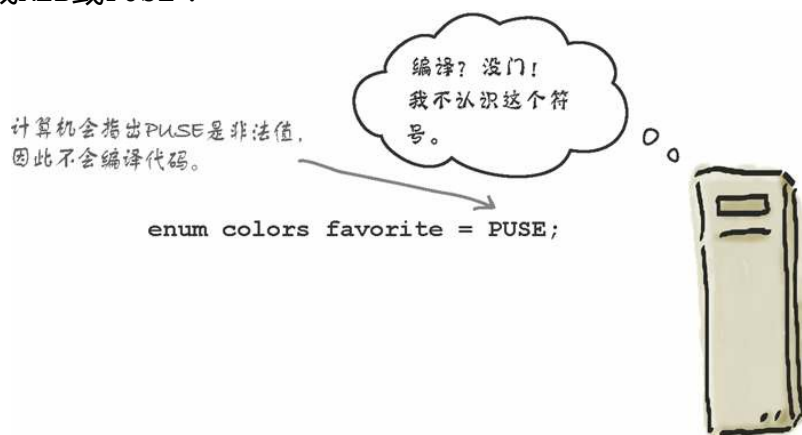 编译？没门！
我不认识这个符
号。
计算机会指出PUSE是非法值，
因此不会编译代码。
enum colors favorite = PUSE;